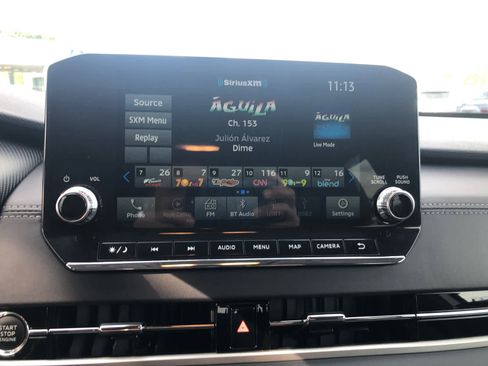 SiriusXM
11:13
Source
SXM Menu
Replay
ÁGUILA
Ch. 153
Julión Álvarez
Dime
Live Mode
7 26 8 7 9 10 116 11 9 12 16
CNN blend
VOL
TUNE SCROLL
PUSH SOUND
Phone FM BT Audio Settings
AUDIO MENU MAP CAMERA
START STOP ENGINE